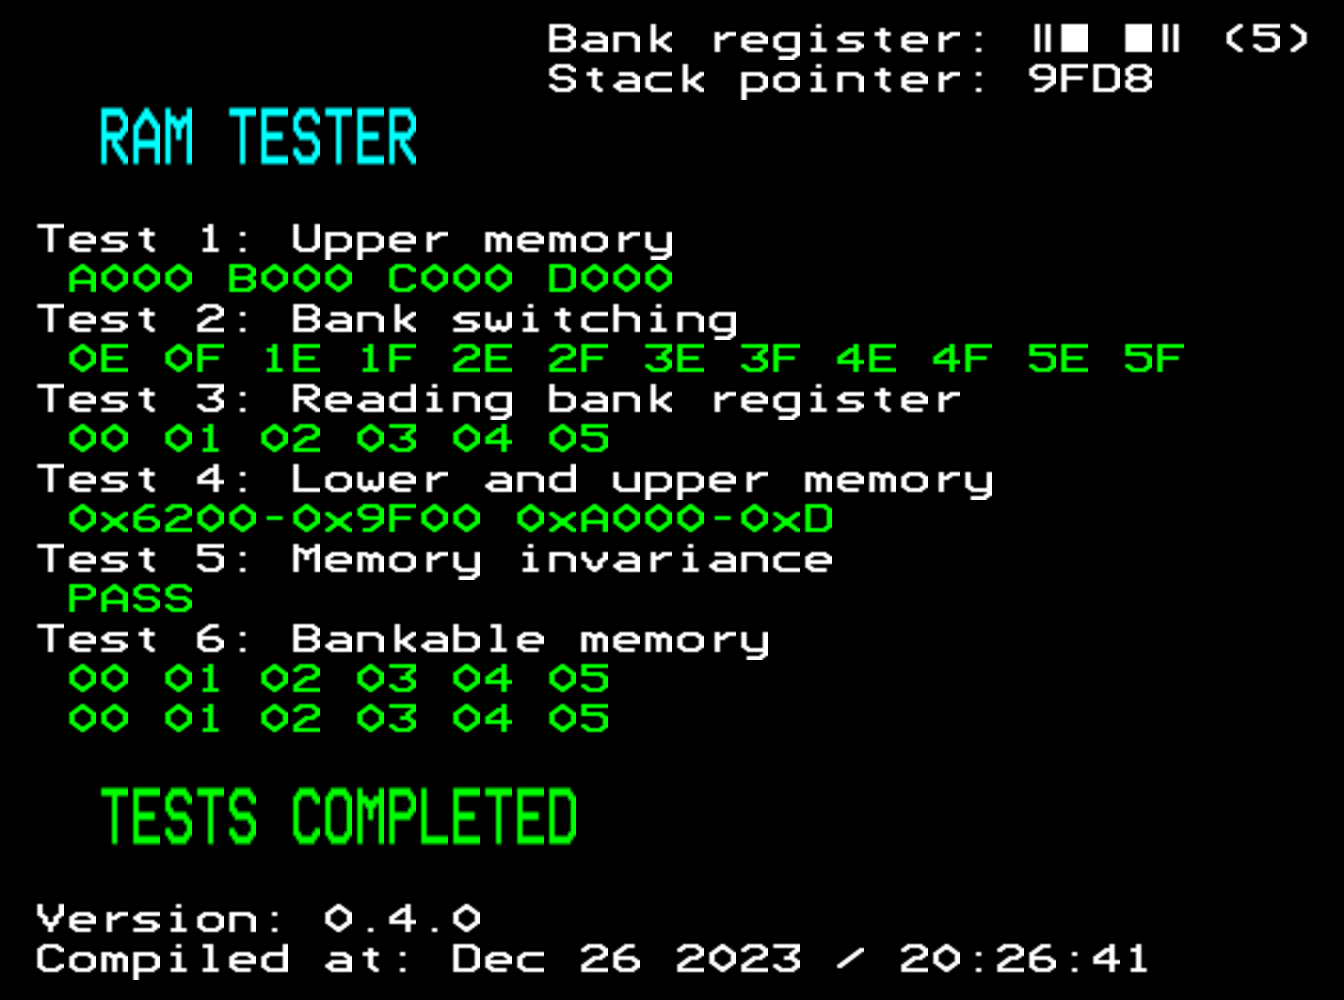 Bank register: ‖■ ■‖ (5)
Stack pointer: 9FD8
RAM TESTER
Test 1: Upper memory
A000 B000 C000 D000
Test 2: Bank switching
0E 0F 1E 1F 2E 2F 3E 3F 4E 4F 5E 5F
Test 3: Reading bank register
00 01 02 03 04 05
Test 4: Lower and upper memory
0x6200-0x9F00 0xA000-0xD
Test 5: Memory invariance
PASS
Test 6: Bankable memory
00 01 02 03 04 05
00 01 02 03 04 05
TESTS COMPLETED
Version: 0.4.0
Compiled at: Dec 26 2023 / 20:26:41